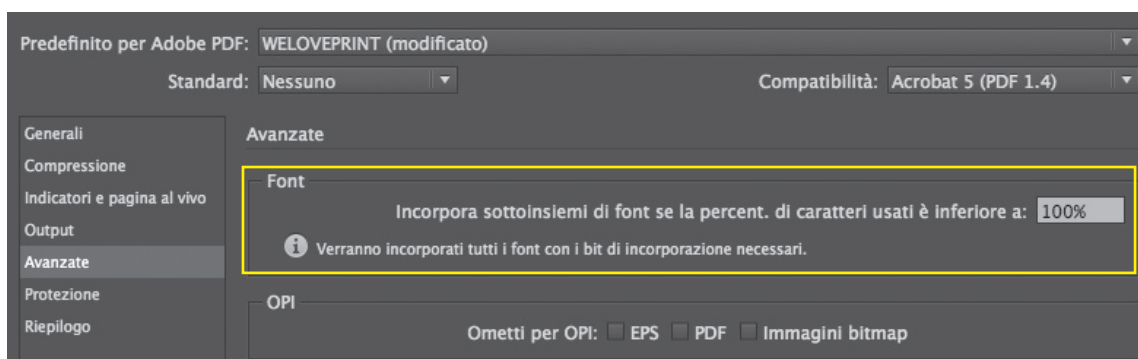 Predefinito per Adobe PDF: WELOVEPRINT (modificato)
Standard: Nessuno Compatibilità: Acrobat 5 (PDF 1.4)
Generali
Compressione
Indicatori e pagina al vivo
Output
Avanzate
Protezione
Riepilogo
Avanzate
Font
Incorpora sottoinsiemi di font se la percent. di caratteri usati è inferiore a: 100%
Verranno incorporati tutti i font con i bit di incorporazione necessari.
OPI
Ometti per OPI: EPS PDF Immagini bitmap